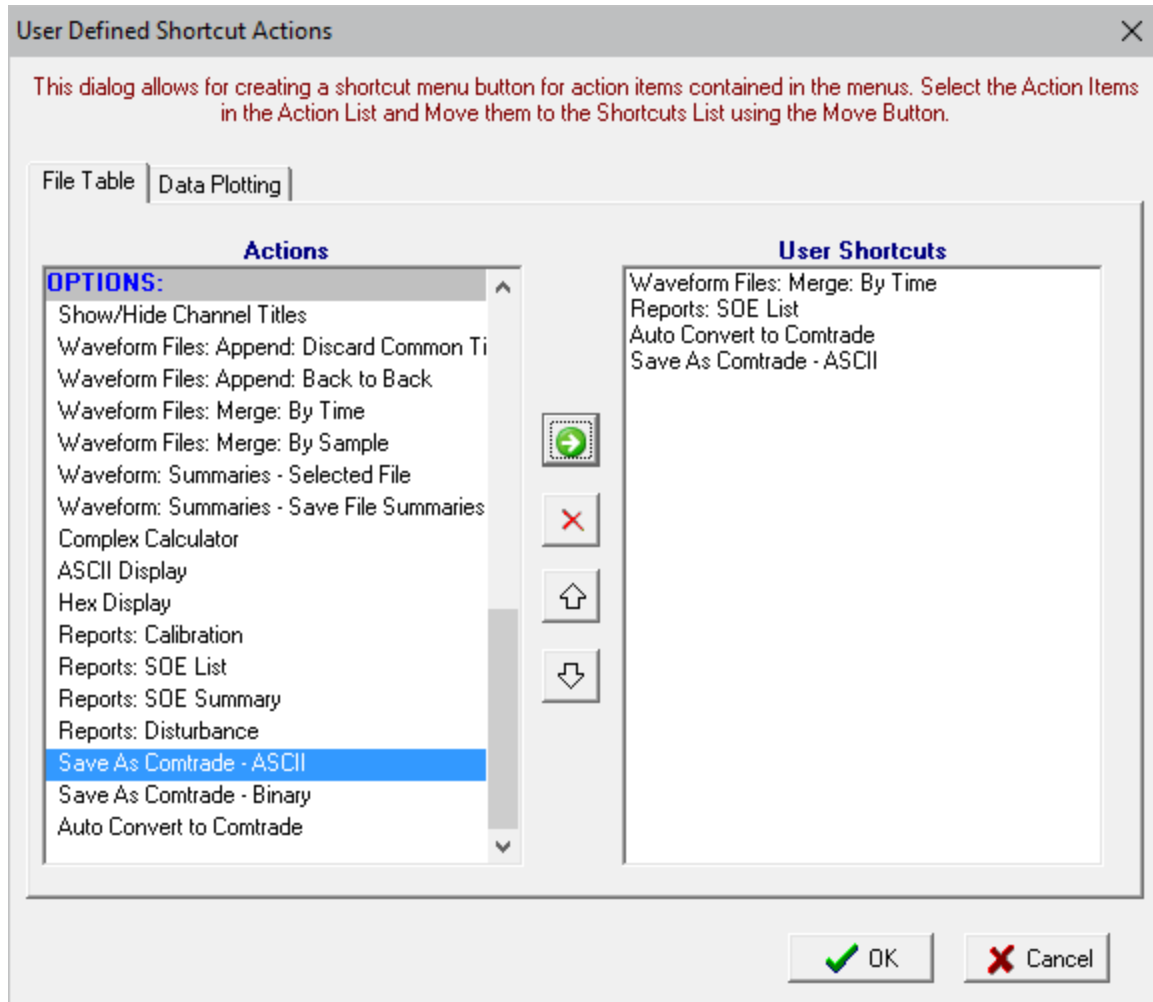 User Defined Shortcut Actions
This dialog allows for creating a shortcut menu button for action items contained in the menus. Select the Action Items
in the Action List and Move them to the Shortcuts List using the Move Button.
File Table
Data Plotting
Actions
OPTIONS:
Show/Hide Channel Titles
Waveform Files: Append: Discard Common Ti
Waveform Files: Append: Back to Back
Waveform Files: Merge: By Time
Waveform Files: Merge: By Sample
Waveform: Summaries - Selected File
Waveform: Summaries - Save File Summaries
Complex Calculator
ASCII Display
Hex Display
Reports: Calibration
Reports: SOE List
Reports: SOE Summary
Reports: Disturbance
Save As Comtrade - ASCII
Save As Comtrade - Binary
Auto Convert to Comtrade
User Shortcuts
Waveform Files: Merge: By Time
Reports: SOE List
Auto Convert to Comtrade
Save As Comtrade - ASCII
OK
Cancel